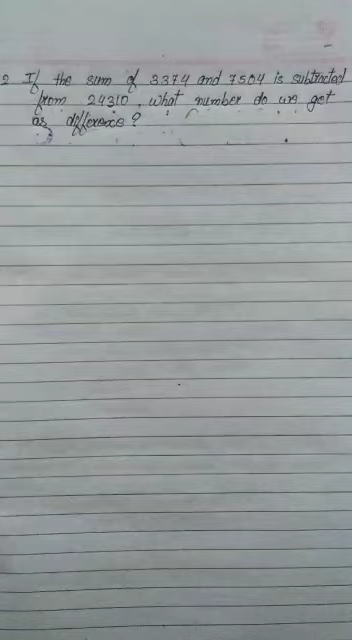 2 If the sum of 3374 and 7504 is subtracted
from 24310, what number do we get
as difference?